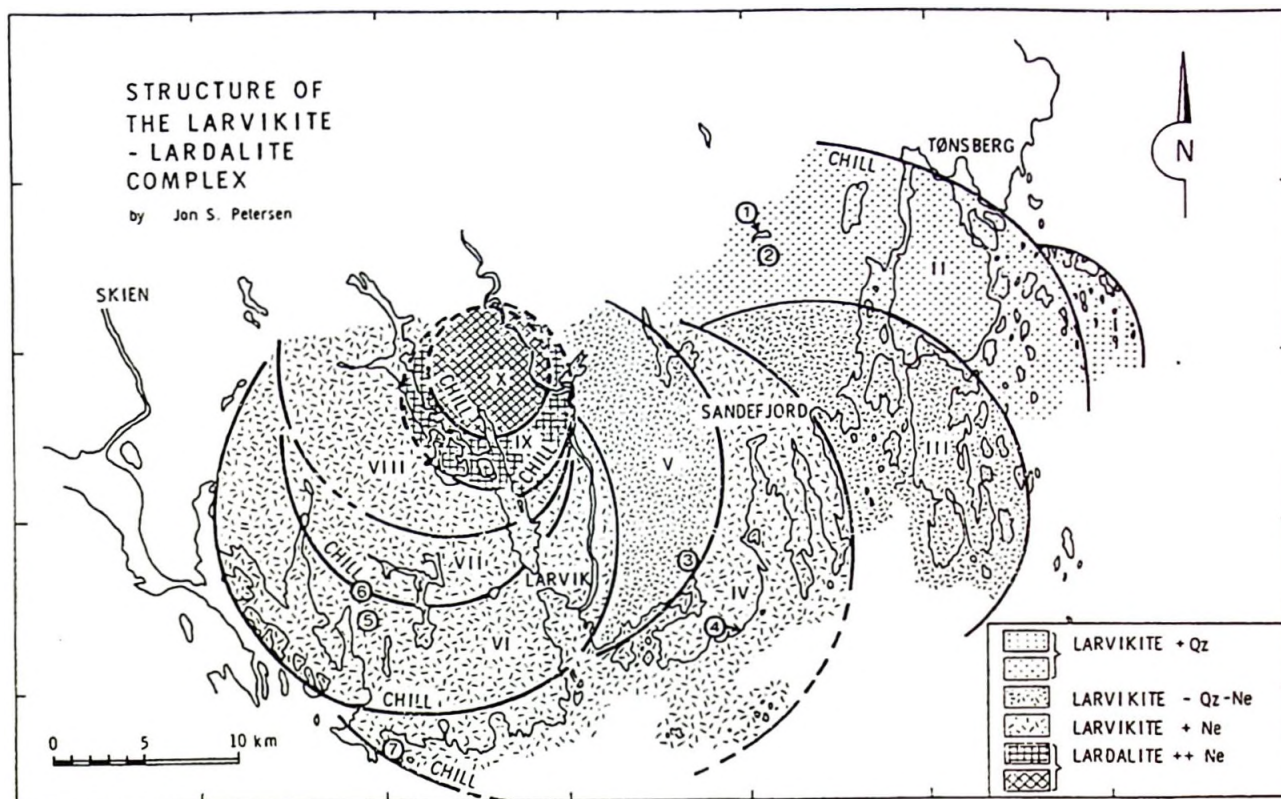 STRUCTURE OF
THE LARVIKITE
- LARDALITE
COMPLEX
by Jon S. Petersen
N
TØNSBERG
CHILL
1
2
II
I
SKIEN
X
CHILL
IX
CHILL
VIII
SANDEFJORD
V
III
CHILL
VII
LARVIK
3
IV
6
5
4
VI
CHILL
7
CHILL
0 5 10 km
LARVIKITE + Qz
LARVIKITE - Qz-Ne
LARVIKITE + Ne
LARDALITE ++ Ne